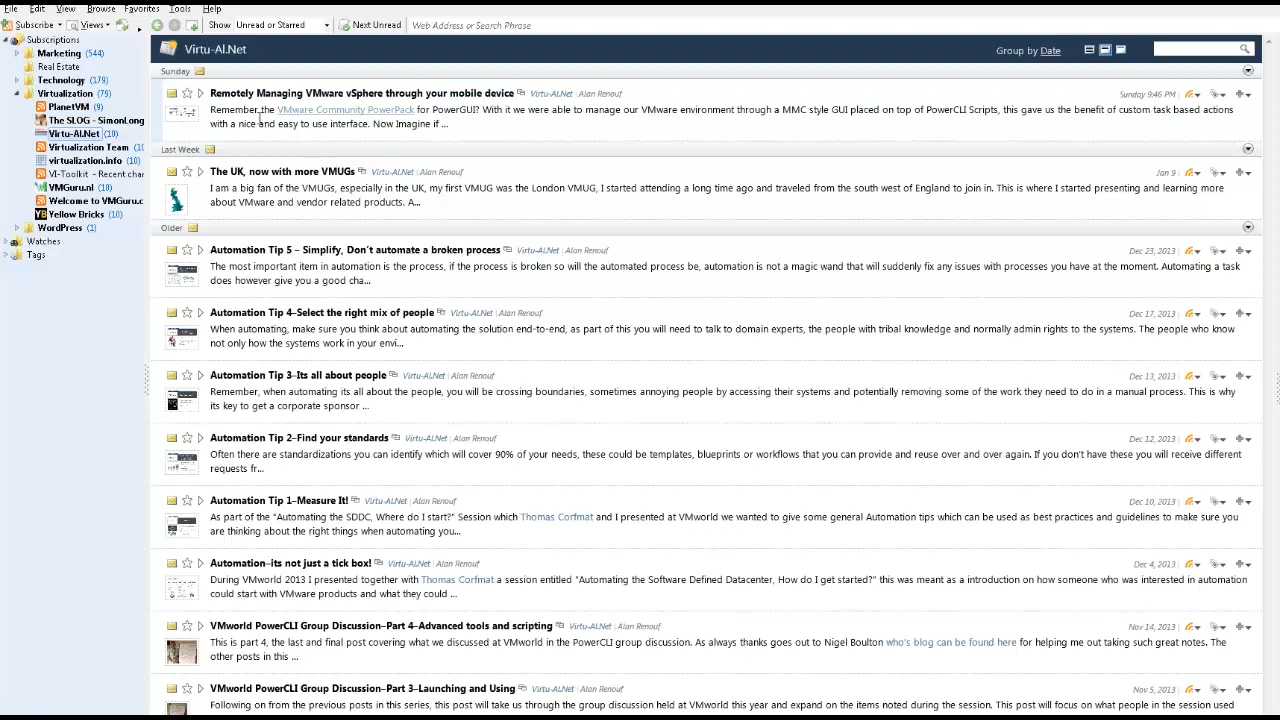 File Edit View Browse Favorites Tools Help
Subscribe Views Show Unread or Starred Next Unread Web Address or Search Phrase
Subscriptions
Marketing (544)
Real Estate
Technology (179)
Virtualization (79)
PlanetVM (9)
The SLOG - SimonLong
Virtu-Al.Net (10)
Virtualization Team (10)
virtualization.info (10)
VI-Toolkit - Recent char
VMGuru.nl (10)
Welcome to VMGuru.c
Yellow Bricks (10)
WordPress (1)
Watches
Tags
Virtu-Al.Net
Group by Date
Sunday
Remotely Managing VMware vSphere through your mobile device Virtu-Al.Net | Alan Renouf Sunday 9:46 PM |
Remember the VMware Community PowerPack for PowerGUI? With it we were able to manage our VMware environment through a MMC style GUI placed on top of PowerCLI Scripts, this gave us the benefit of custom task based actions
with a nice and easy to use interface. Now Imagine if ...
Last Week
The UK, now with more VMUGs Virtu-Al.Net | Alan Renouf Jan 9 |
I am a big fan of the VMUGs, especially in the UK, my first VMUG was the London VMUG, I started attending a long time ago and traveled from the south west of England to join in. This is where I started presenting and learning more
about VMware and vendor related products. A...
Older
Automation Tip 5 – Simplify, Don't automate a broken process Virtu-Al.Net | Alan Renouf Dec 23, 2013 |
The most important item in automation is the process, if the process is broken so will the automated process be, automation is not a magic wand that will suddenly fix any issues with processes you have at the moment. Automating a task
does however give you a good cha...
Automation Tip 4–Select the right mix of people Virtu-Al.Net | Alan Renouf Dec 17, 2013 |
When automating, make sure you think about automating the solution end-to-end, as part of this you will need to talk to domain experts, the people with tribal knowledge and normally admin rights to the systems. The people who know
not only how the systems work in your envi...
Automation Tip 3–Its all about people Virtu-Al.Net | Alan Renouf Dec 13, 2013 |
Remember, when automating its all about the people, you will be crossing boundaries, sometimes annoying people by accessing their systems and potentially removing some of the work they need to do in a manual process. This is why
its key to get a corporate sponsor ...
Automation Tip 2–Find your standards Virtu-Al.Net | Alan Renouf Dec 12, 2013 |
Often there are standardizations you can identify which will cover 90% of your needs, these could be templates, blueprints or workflows that you can provide and reuse over and over again. If you don't have these you will receive different
requests fr...
Automation Tip 1–Measure It! Virtu-Al.Net | Alan Renouf Dec 10, 2013 |
As part of the "Automating the SDDC, Where do I start?" Session which Thomas Corfmat and I presented at VMworld we wanted to give some general Automation tips which can be used as best practices and guidelines to make sure you
are thinking about the right things when automating you...
Automation–its not just a tick box! Virtu-Al.Net | Alan Renouf Dec 4, 2013 |
During VMworld 2013 I presented together with Thomas Corfmat a session entitled "Automating the Software Defined Datacenter, How do I get started?" this was meant as a introduction on how someone who was interested in automation
could start with VMware products and what they could ...
VMworld PowerCLI Group Discussion–Part 4–Advanced tools and scripting Virtu-Al.Net | Alan Renouf Nov 14, 2013 |
This is part 4, the last and final post covering what we discussed at VMworld in the PowerCLI group discussion. As always thanks goes out to Nigel Boulton who's blog can be found here for helping me out taking such great notes. The
other posts in this ...
VMworld PowerCLI Group Discussion–Part 3–Launching and Using Virtu-Al.Net | Alan Renouf Nov 5, 2013 |
Following on from the previous posts in this series, this post will take us through the group discussion held at VMworld this year and expand on the items noted during the session. This post will focus on what people in the session used